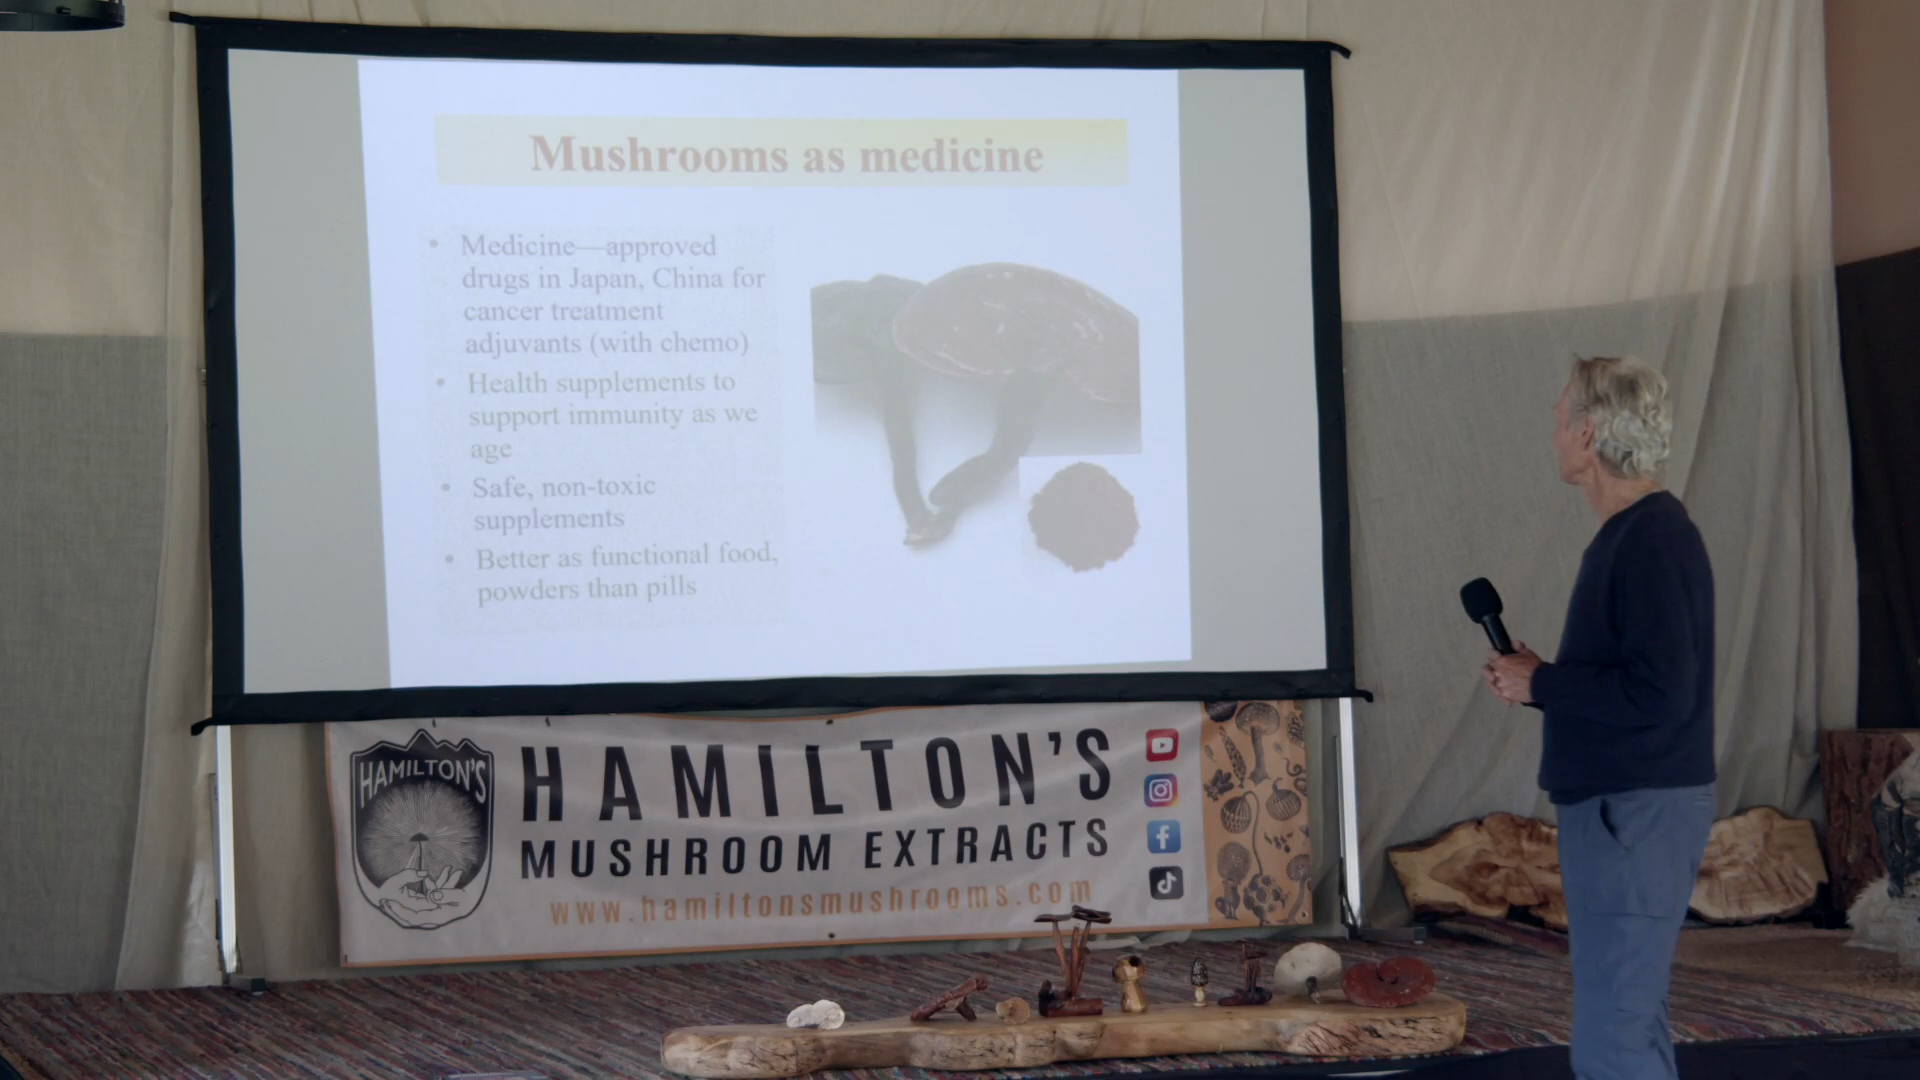 Mushrooms as medicine
• Medicine—approved
drugs in Japan, China for
cancer treatment
adjuvants (with chemo)
• Health supplements to
support immunity as we
age
• Safe, non-toxic
supplements
• Better as functional food,
powders than pills
HAMILTON'S
HAMILTON'S
MUSHROOM EXTRACTS
www.hamiltonsmushrooms.com